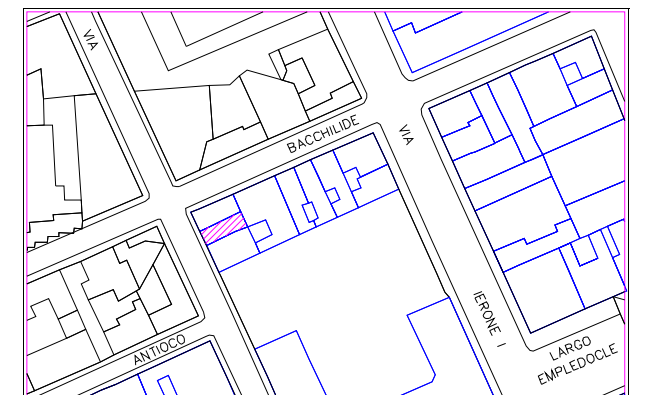 VIA
BACCHILIDE
VIA
IERONE I
ANTIOCO
LARGO
EMPLEDOCLE